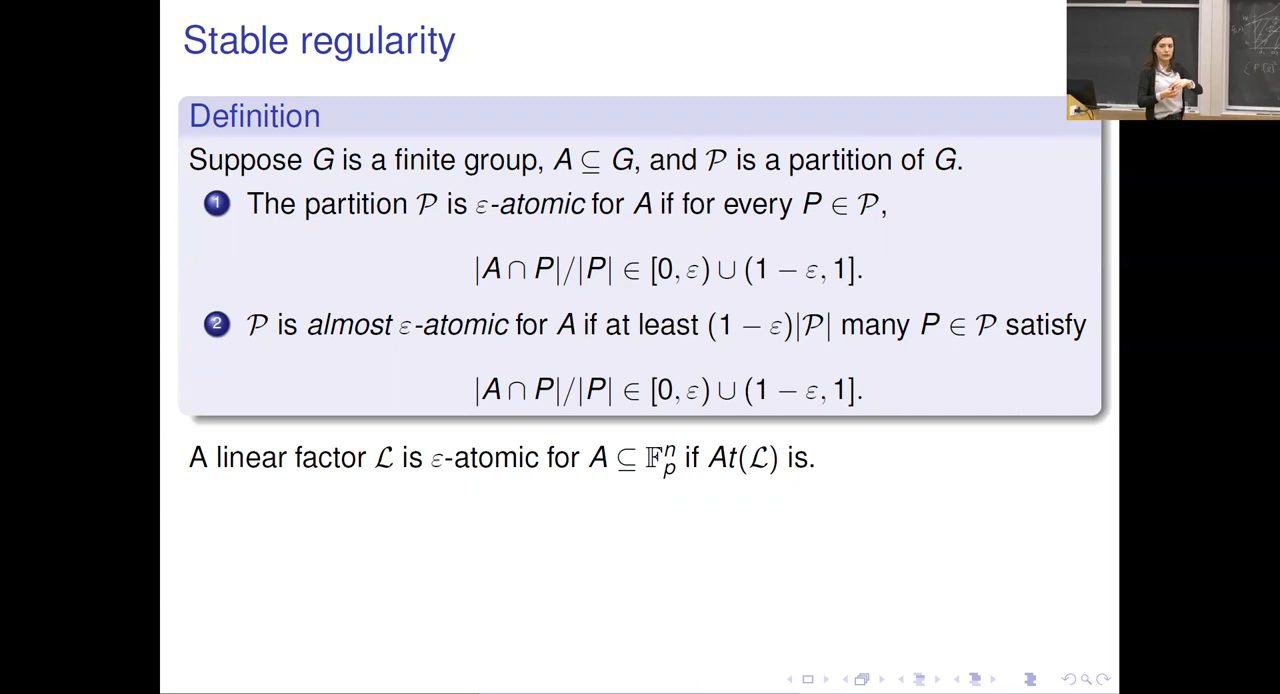 Stable regularity
Definition
Suppose G is a finite group, A ⊆ G, and 𝒫 is a partition of G.
1 The partition 𝒫 is ε-atomic for A if for every P ∈ 𝒫,
|A ∩ P|/|P| ∈ [0, ε) ∪ (1 − ε, 1].
2 𝒫 is almost ε-atomic for A if at least (1 − ε)|𝒫| many P ∈ 𝒫 satisfy
|A ∩ P|/|P| ∈ [0, ε) ∪ (1 − ε, 1].
A linear factor ℒ is ε-atomic for A ⊆ 𝔽ₚⁿ if At(ℒ) is.